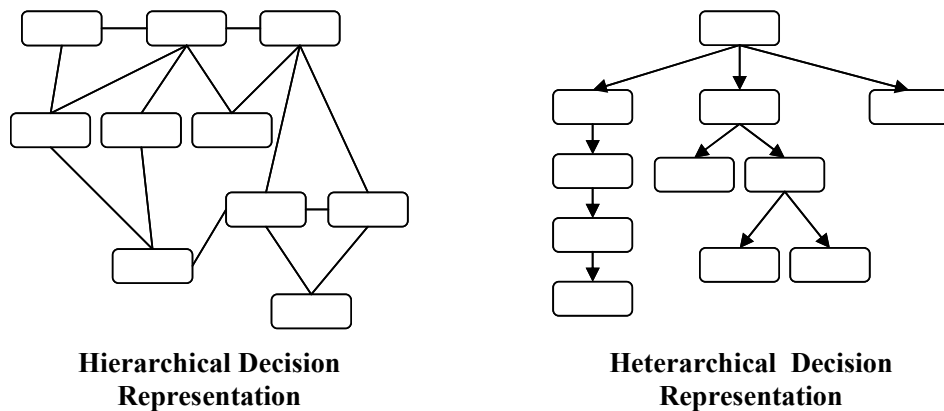 Hierarchical Decision
Representation
Heterarchical Decision
Representation